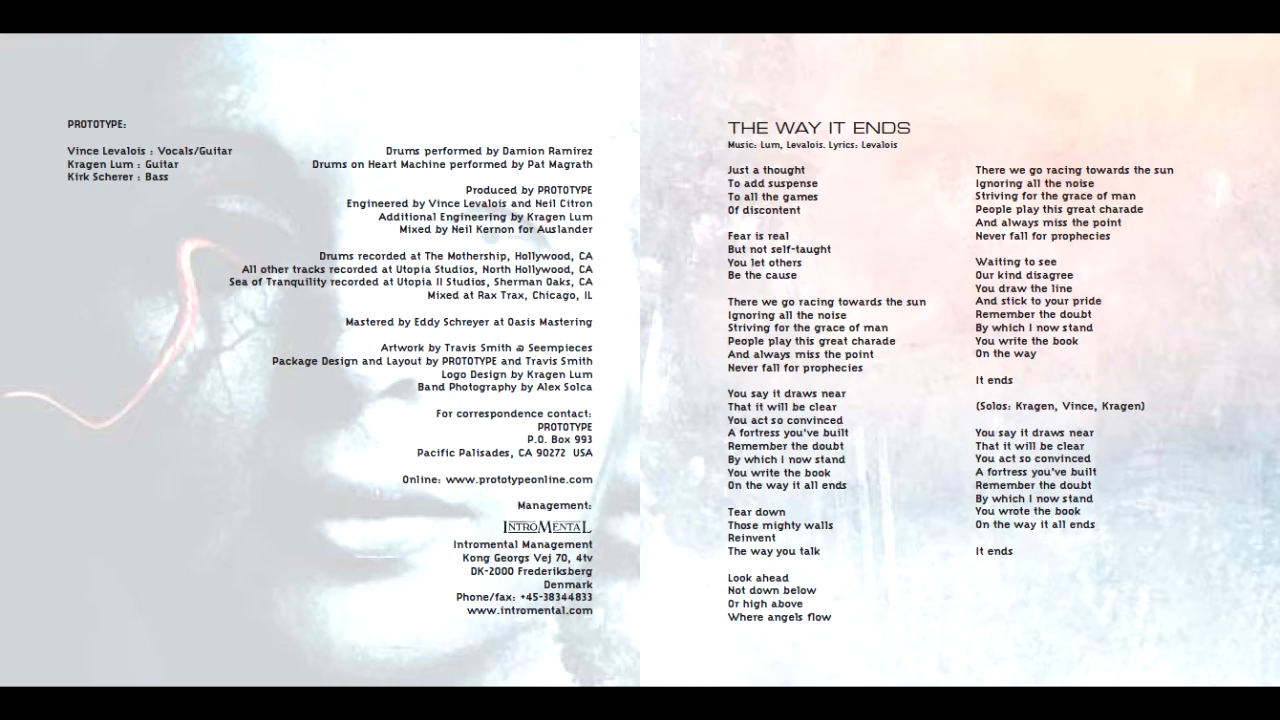 PROTOTYPE:
Vince Levalois : Vocals/Guitar
Kragen Lum : Guitar
Kirk Scherer : Bass
Drums performed by Damion Ramirez
Drums on Heart Machine performed by Pat Magrath
Produced by PROTOTYPE
Engineered by Vince Levalois and Neil Citron
Additional Engineering by Kragen Lum
Mixed by Neil Kernon for Auslander
Drums recorded at The Mothership, Hollywood, CA
All other tracks recorded at Utopia Studios, North Hollywood, CA
Sea of Tranquility recorded at Utopia II Studios, Sherman Oaks, CA
Mixed at Rax Trax, Chicago, IL
Mastered by Eddy Schreyer at Oasis Mastering
Artwork by Travis Smith @ Seempieces
Package Design and Layout by PROTOTYPE and Travis Smith
Logo Design by Kragen Lum
Band Photography by Alex Solca
For correspondence contact:
PROTOTYPE
P.O. Box 993
Pacific Palisades, CA 90272 USA
Online: www.prototypeonline.com
Management:
INTROMENTAL
Intromental Management
Kong Georgs Vej 70, 4tv
DK-2000 Frederiksberg
Denmark
Phone/fax: +45-38344833
www.intromental.com
THE WAY IT ENDS
Music: Lum, Levalois. Lyrics: Levalois
Just a thought
To add suspense
To all the games
Of discontent
Fear is real
But not self-taught
You let others
Be the cause
There we go racing towards the sun
Ignoring all the noise
Striving for the grace of man
People play this great charade
And always miss the point
Never fall for prophecies
You say it draws near
That it will be clear
You act so convinced
A fortress you've built
Remember the doubt
By which I now stand
You write the book
On the way it all ends
Tear down
Those mighty walls
Reinvent
The way you talk
Look ahead
Not down below
Or high above
Where angels flow
There we go racing towards the sun
Ignoring all the noise
Striving for the grace of man
People play this great charade
And always miss the point
Never fall for prophecies
Waiting to see
Our kind disagree
You draw the line
And stick to your pride
Remember the doubt
By which I now stand
You write the book
On the way
It ends
(Solos: Kragen, Vince, Kragen)
You say it draws near
That it will be clear
You act so convinced
A fortress you've built
Remember the doubt
By which I now stand
You wrote the book
On the way it all ends
It ends